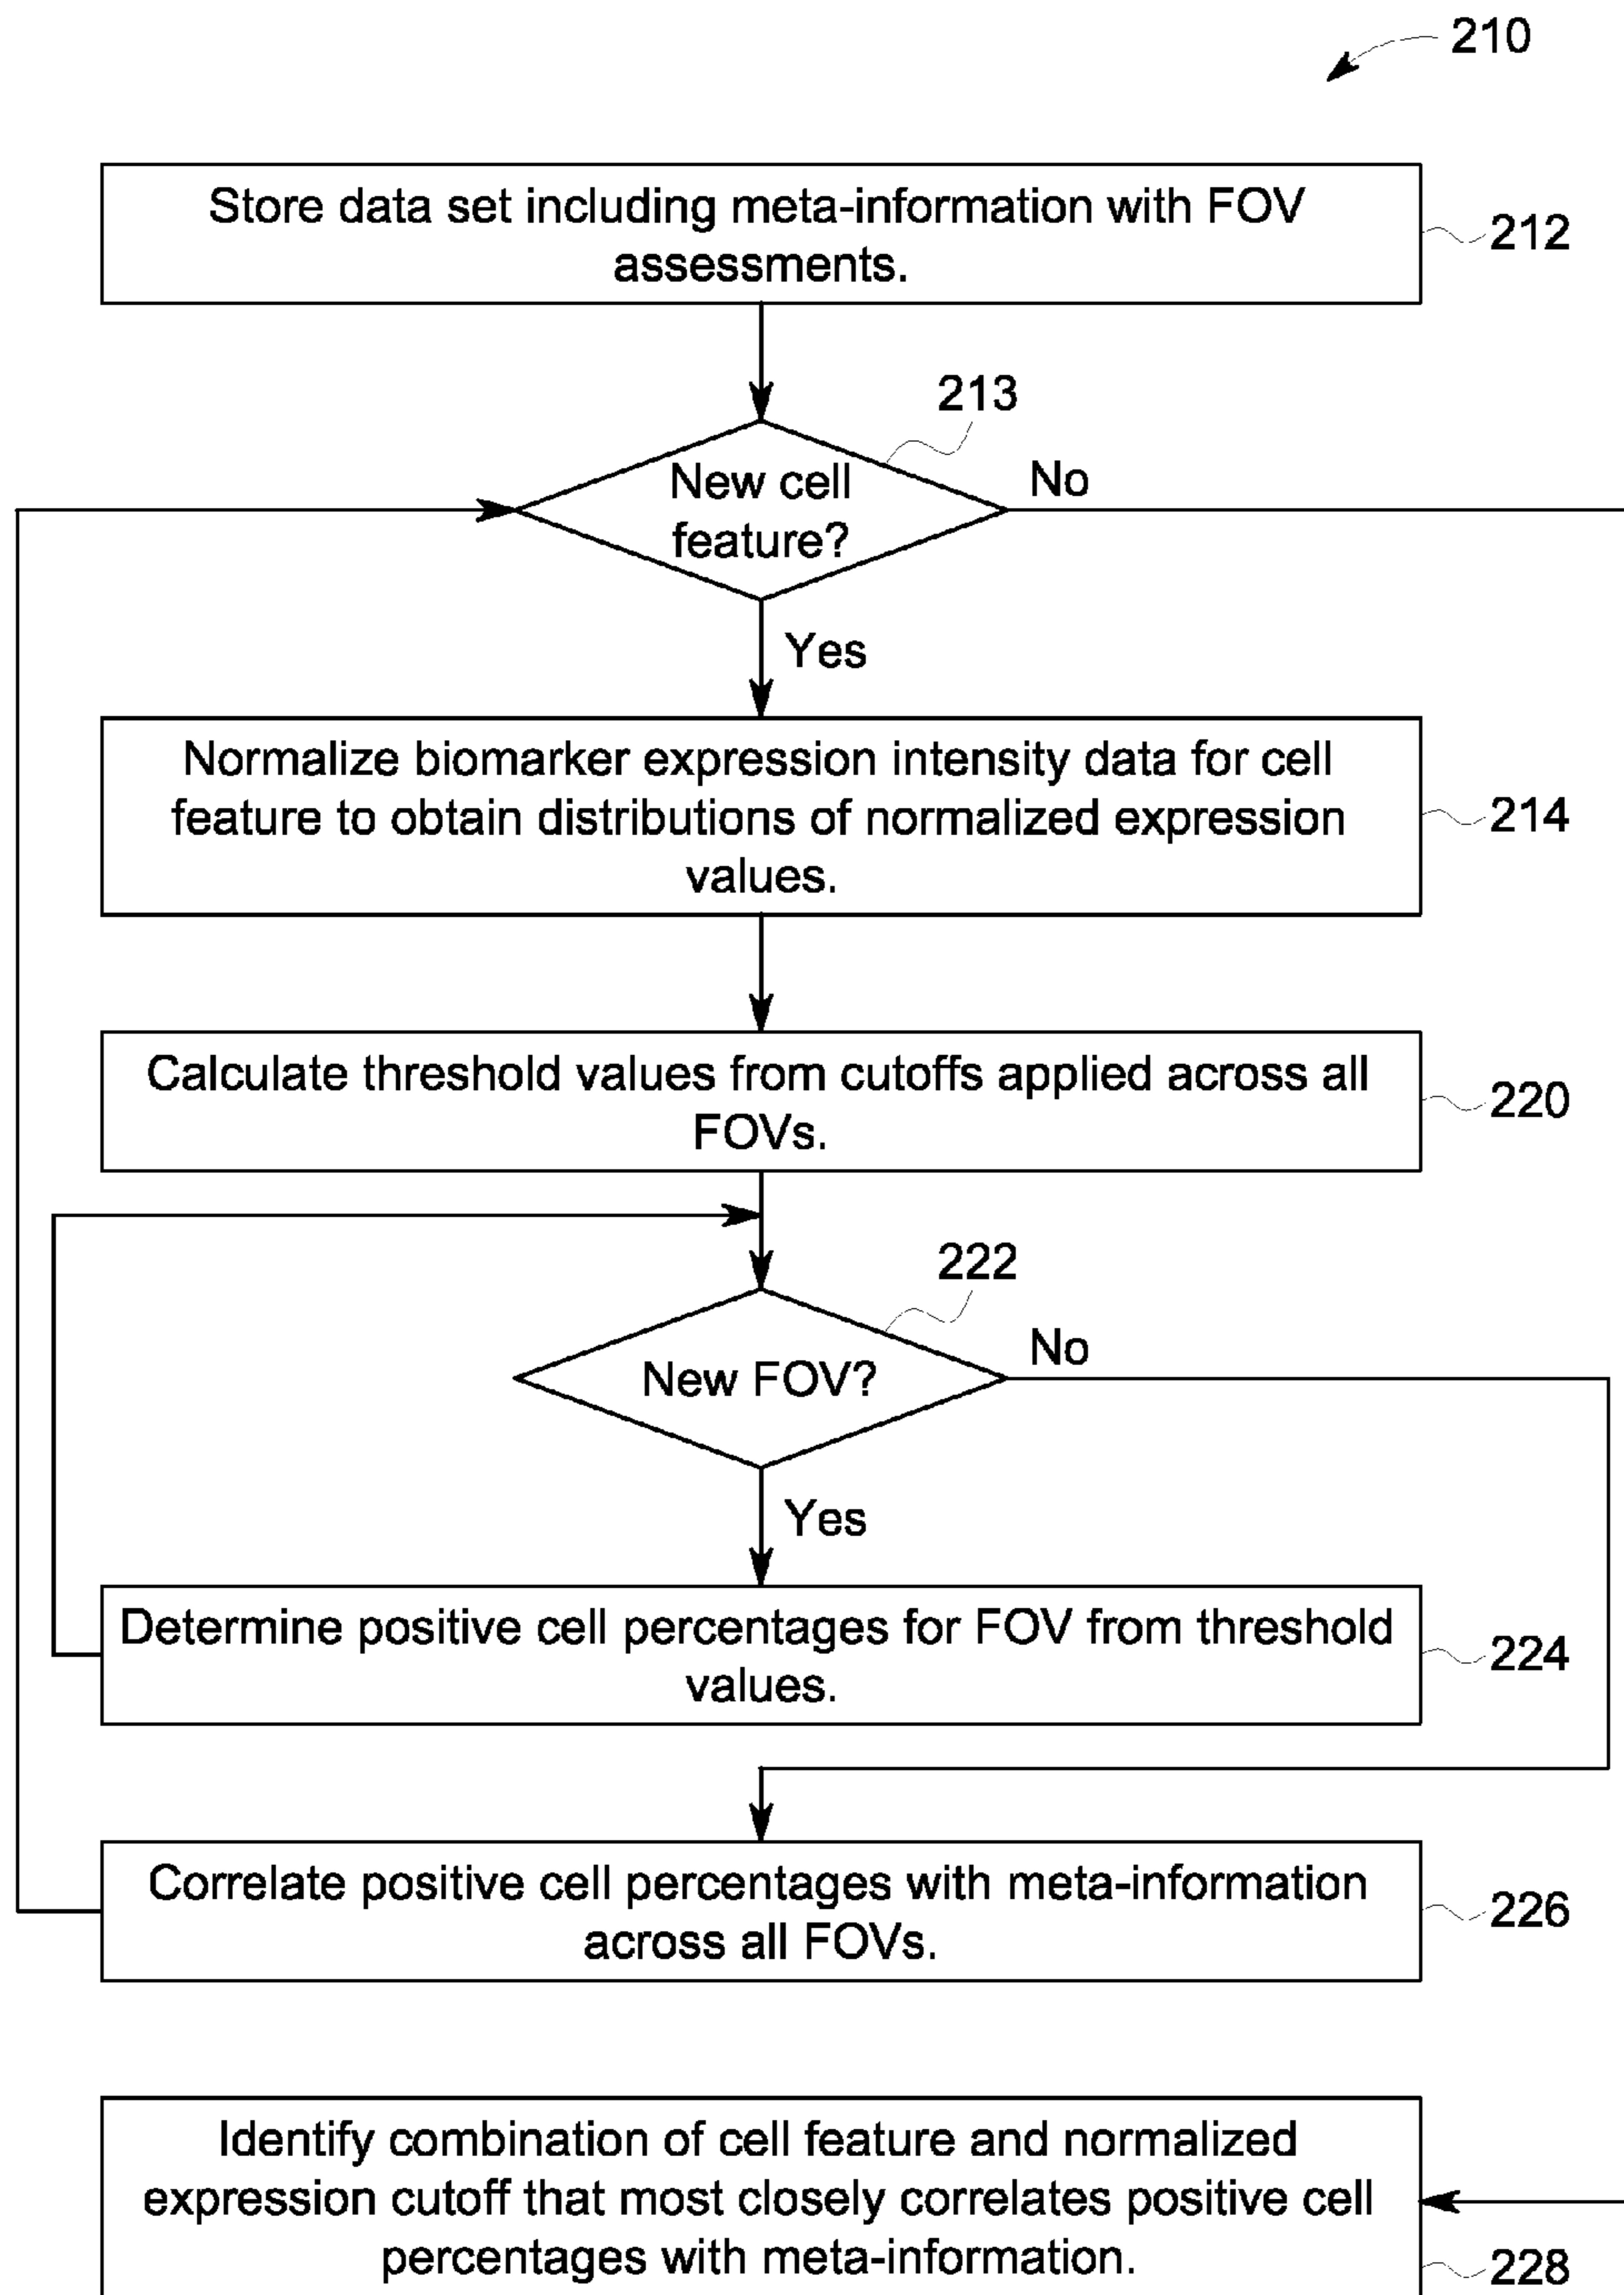 210
Store data set including meta-information with FOV
assessments.
212
213
New cell
feature?
No
Yes
Normalize biomarker expression intensity data for cell
feature to obtain distributions of normalized expression
values.
214
Calculate threshold values from cutoffs applied across all
FOVs.
220
222
New FOV?
No
Yes
Determine positive cell percentages for FOV from threshold
values.
224
Correlate positive cell percentages with meta-information
across all FOVs.
226
Identify combination of cell feature and normalized
expression cutoff that most closely correlates positive cell
percentages with meta-information.
228